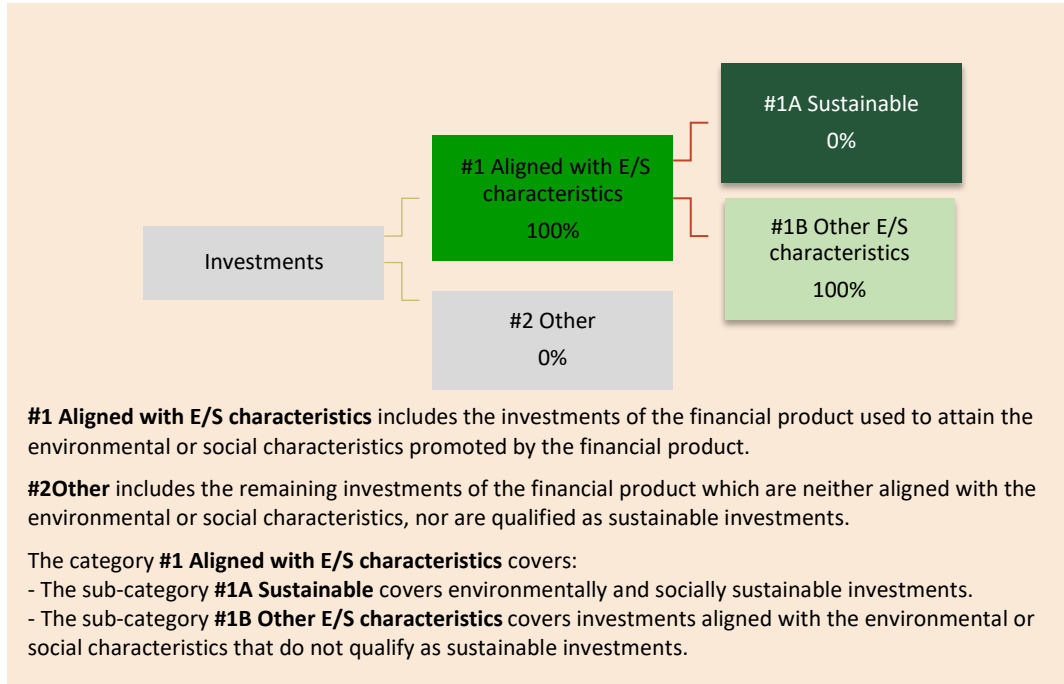 #1A Sustainable
0%
#1 Aligned with E/S
characteristics
100%
#1B Other E/S
characteristics
100%
Investments
#2 Other
0%
#1 Aligned with E/S characteristics includes the investments of the financial product used to attain the
environmental or social characteristics promoted by the financial product.
#2Other includes the remaining investments of the financial product which are neither aligned with the
environmental or social characteristics, nor are qualified as sustainable investments.
The category #1 Aligned with E/S characteristics covers:
- The sub-category #1A Sustainable covers environmentally and socially sustainable investments.
- The sub-category #1B Other E/S characteristics covers investments aligned with the environmental or
social characteristics that do not qualify as sustainable investments.